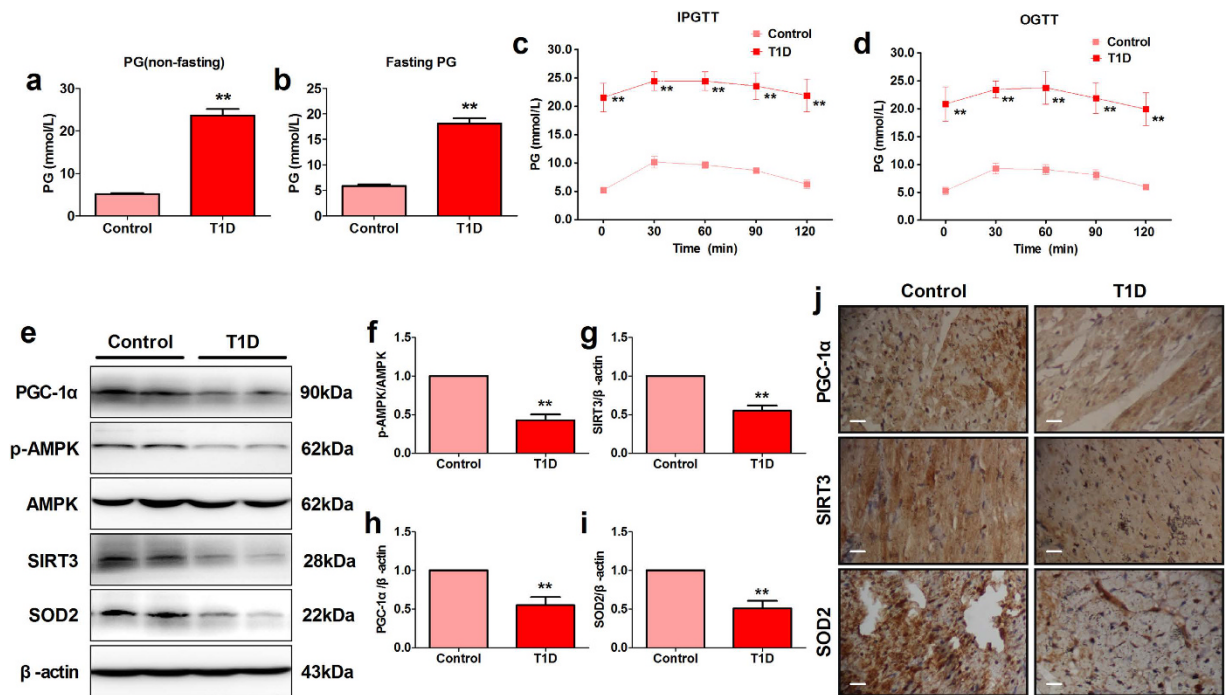 a
PG(non-fasting)
PG (mmol/L)
30
20
10
0
**
Control
T1D
b
Fasting PG
PG (mmol/L)
25
20
15
10
5
0
**
Control
T1D
c
IPGTT
Control
T1D
PG (mmol/L)
30.0
25.0
20.0
15.0
10.0
5.0
0.0
**
**
**
**
**
0
30
60
90
120
Time (min)
d
OGTT
Control
T1D
PG (mmol/L)
30.0
25.0
20.0
15.0
10.0
5.0
0.0
**
**
**
**
**
0
30
60
90
120
Time (min)
e
Control
T1D
PGC-1α
90kDa
p-AMPK
62kDa
AMPK
62kDa
SIRT3
28kDa
SOD2
22kDa
β -actin
43kDa
f
p-AMPK/AMPK
1.5
1.0
0.5
0.0
**
Control
T1D
g
SIRT3/β -actin
1.5
1.0
0.5
0.0
**
Control
T1D
h
PGC-1α /β -actin
1.5
1.0
0.5
0.0
**
Control
T1D
i
SOD2/β -actin
1.5
1.0
0.5
0.0
**
Control
T1D
j
Control
T1D
PGC-1α
SIRT3
SOD2